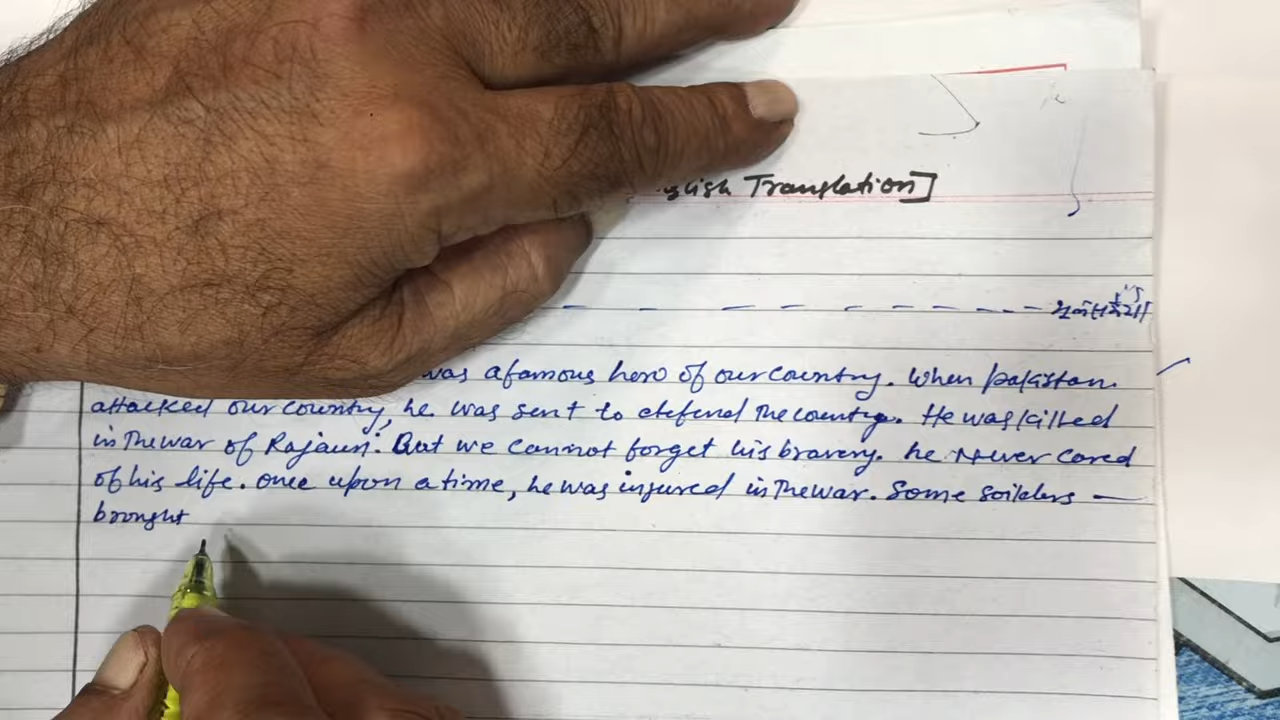 glish Translation]
was a famous hero of our country. When pakistan
attacked our country, he was sent to defend the country. He was killed
in the war of Rajauri. But we cannot forget his bravery. he never cared
of his life. once upon a time, he was injured in the war. Some soilders —
brought